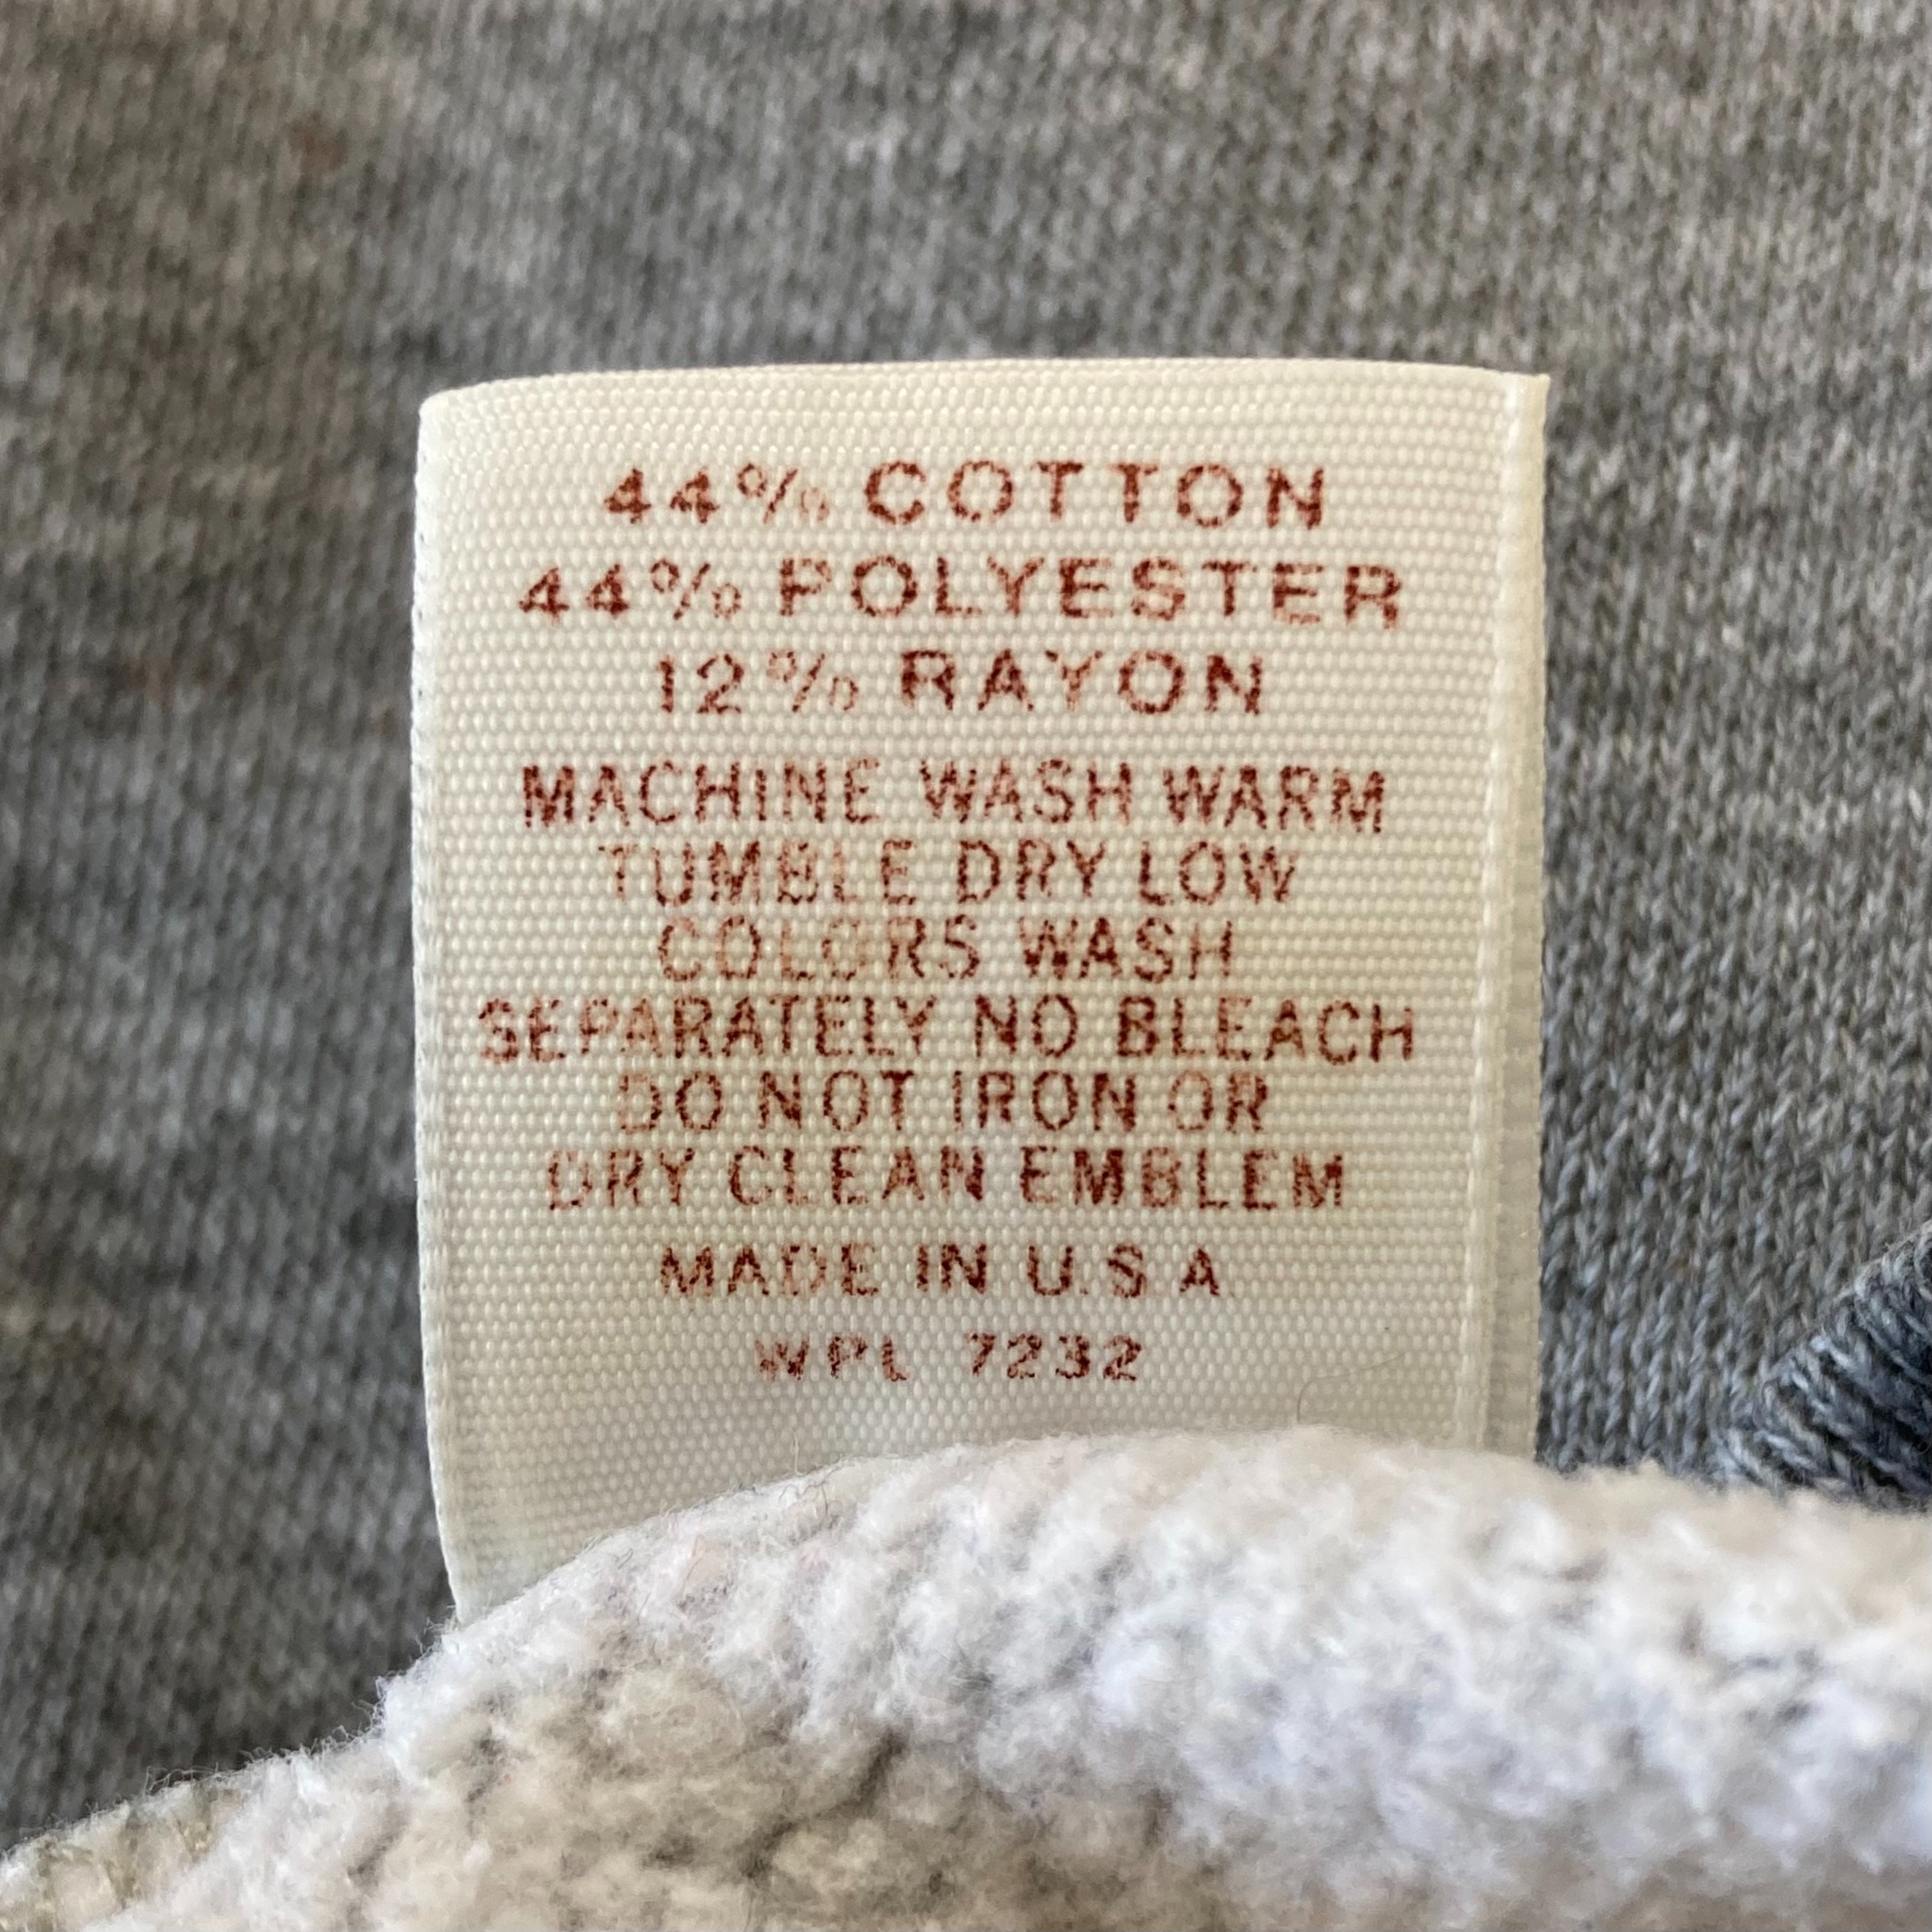 44% COTTON
44% POLYESTER
12% RAYON
MACHINE WASH WARM
TUMBLE DRY LOW
COLORS WASH
SEPARATELY NO BLEACH
DO NOT IRON OR
DRY CLEAN EMBLEM
MADE IN U.S A
WPL 7232